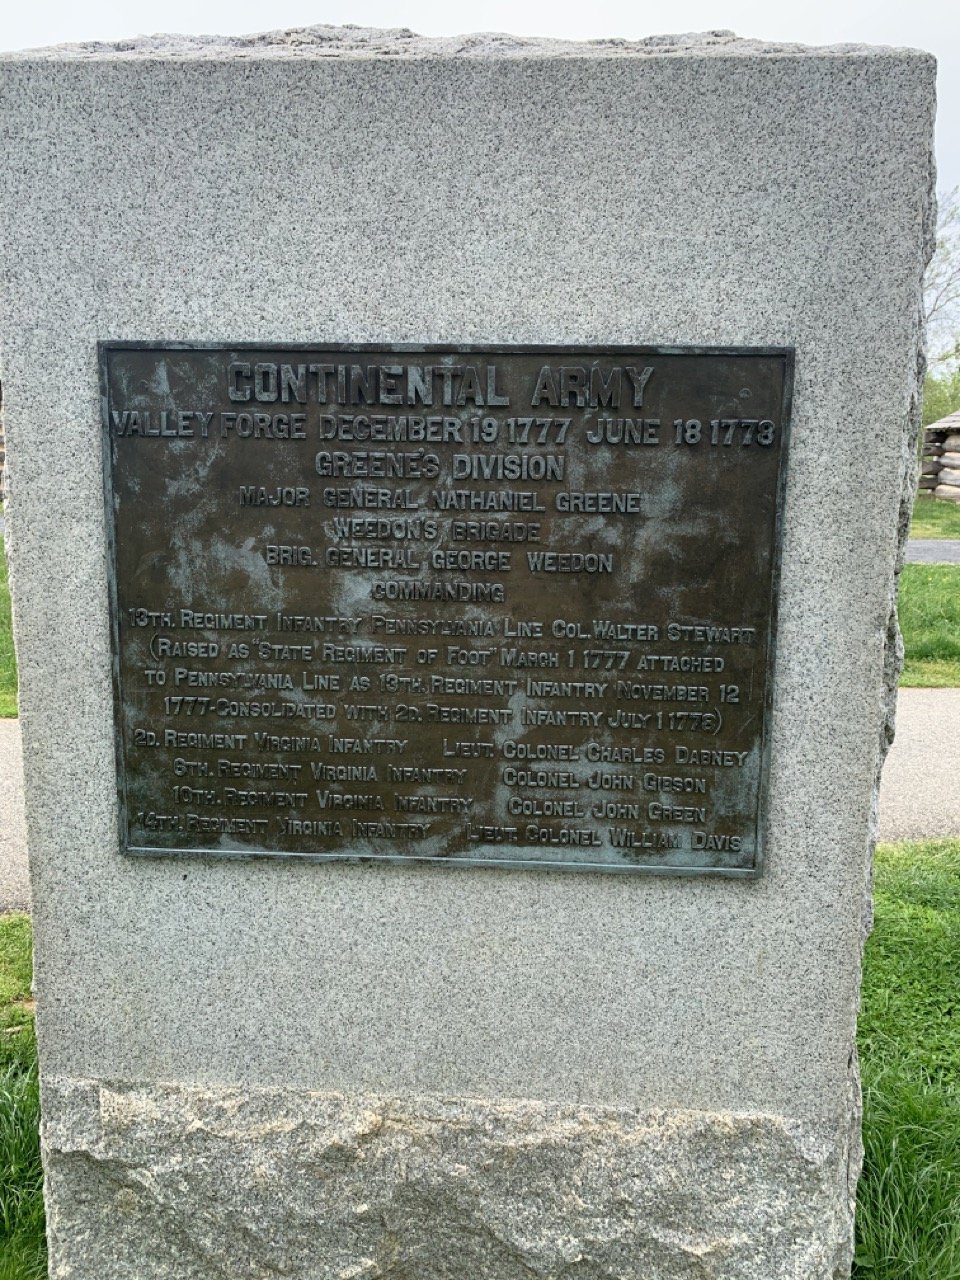 CONTINENTAL ARMY
VALLEY FORGE DECEMBER 19 1777 JUNE 18 1778
GREENE'S DIVISION
MAJOR GENERAL NATHANIEL GREENE
WEEDON'S BRIGADE
BRIG. GENERAL GEORGE WEEDON
COMMANDING
13TH. REGIMENT INFANTRY PENNSYLVANIA LINE COL. WALTER STEWART
(RAISED AS "STATE REGIMENT OF FOOT" MARCH 1 1777 ATTACHED
TO PENNSYLVANIA LINE AS 13TH. REGIMENT INFANTRY NOVEMBER 12
1777-CONSOLIDATED WITH 2D. REGIMENT INFANTRY JULY 1 1778)
2D. REGIMENT VIRGINIA INFANTRY LIEUT. COLONEL CHARLES DABNEY
6TH. REGIMENT VIRGINIA INFANTRY COLONEL JOHN GIBSON
10TH. REGIMENT VIRGINIA INFANTRY COLONEL JOHN GREEN
14TH. REGIMENT VIRGINIA INFANTRY LIEUT. COLONEL WILLIAM DAVIS